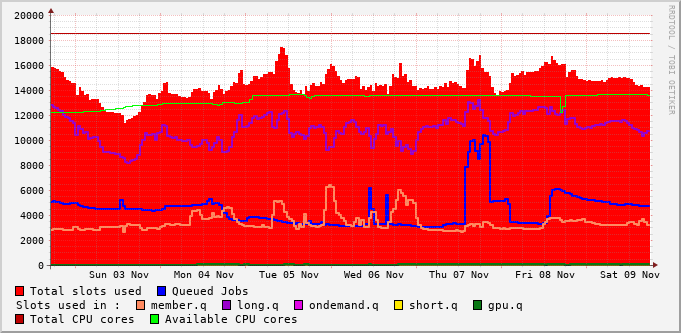 RRDTOOL / TOBI OETIKER
20000
18000
16000
14000
12000
10000
8000
6000
4000
2000
0
Sun 03 Nov Mon 04 Nov Tue 05 Nov Wed 06 Nov Thu 07 Nov Fri 08 Nov Sat 09 Nov
Total slots used Queued Jobs
Slots used in : member.q long.q ondemand.q short.q gpu.q
Total CPU cores Available CPU cores